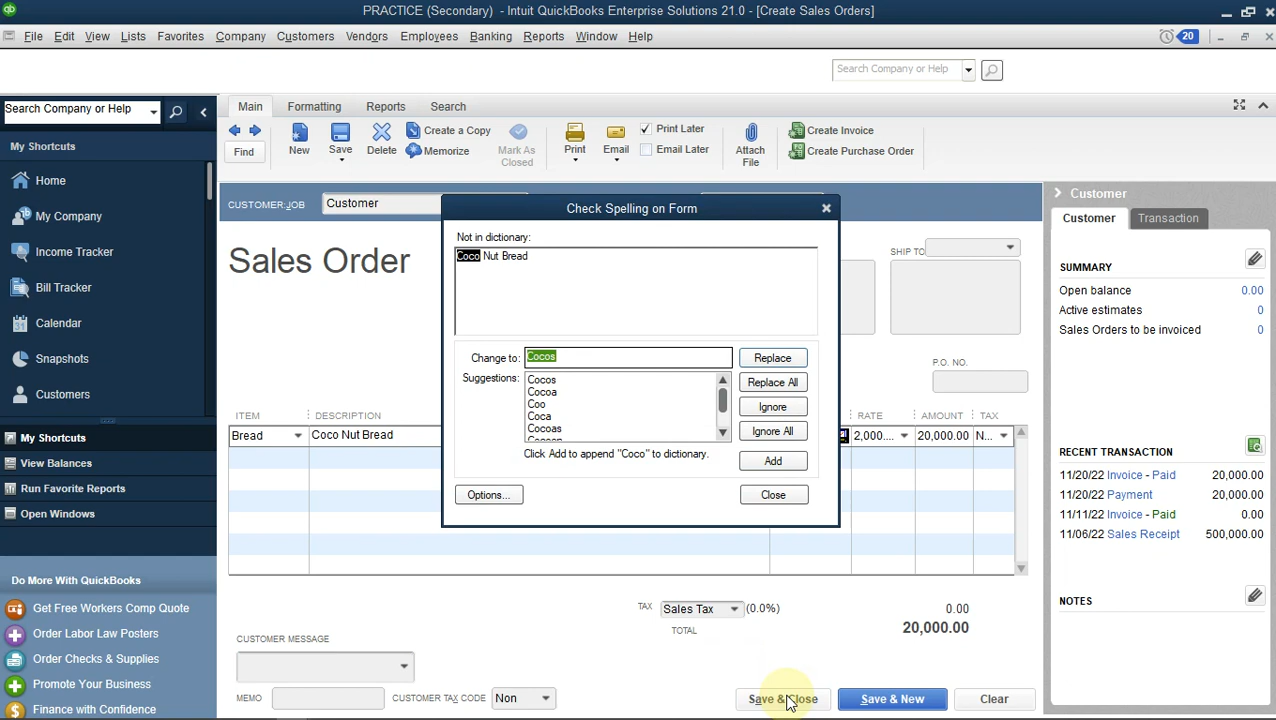 PRACTICE (Secondary) - Intuit QuickBooks Enterprise Solutions 21.0 - [Create Sales Orders]
File Edit View Lists Favorites Company Customers Vendors Employees Banking Reports Window Help 20
Search Company or Help
Search Company or Help
My Shortcuts
Home
My Company
Income Tracker
Bill Tracker
Calendar
Snapshots
Customers
My Shortcuts
View Balances
Run Favorite Reports
Open Windows
Do More With QuickBooks
Get Free Workers Comp Quote
Order Labor Law Posters
Order Checks & Supplies
Promote Your Business
Finance with Confidence
Main Formatting Reports Search
Find
New
Save
Delete
Create a Copy
Memorize
Mark As
Closed
Print
Email
Print Later
Email Later
Attach
File
Create Invoice
Create Purchase Order
CUSTOMER:JOB Customer
Sales Order
SHIP TO
P.O. NO.
ITEM DESCRIPTION RATE AMOUNT TAX
Bread Coco Nut Bread 2,000.... 20,000.00 N...
TAX Sales Tax (0.0%) 0.00
TOTAL 20,000.00
CUSTOMER MESSAGE
MEMO CUSTOMER TAX CODE Non
Save & Close Save & New Clear
Check Spelling on Form
Not in dictionary:
Coco Nut Bread
Change to: Cocos
Suggestions:
Cocos
Cocoa
Coo
Coca
Cocoas
Click Add to append "Coco" to dictionary.
Replace
Replace All
Ignore
Ignore All
Add
Options...
Close
Customer
Customer Transaction
SUMMARY
Open balance 0.00
Active estimates 0
Sales Orders to be invoiced 0
RECENT TRANSACTION
11/20/22 Invoice - Paid 20,000.00
11/20/22 Payment 20,000.00
11/11/22 Invoice - Paid 0.00
11/06/22 Sales Receipt 500,000.00
NOTES